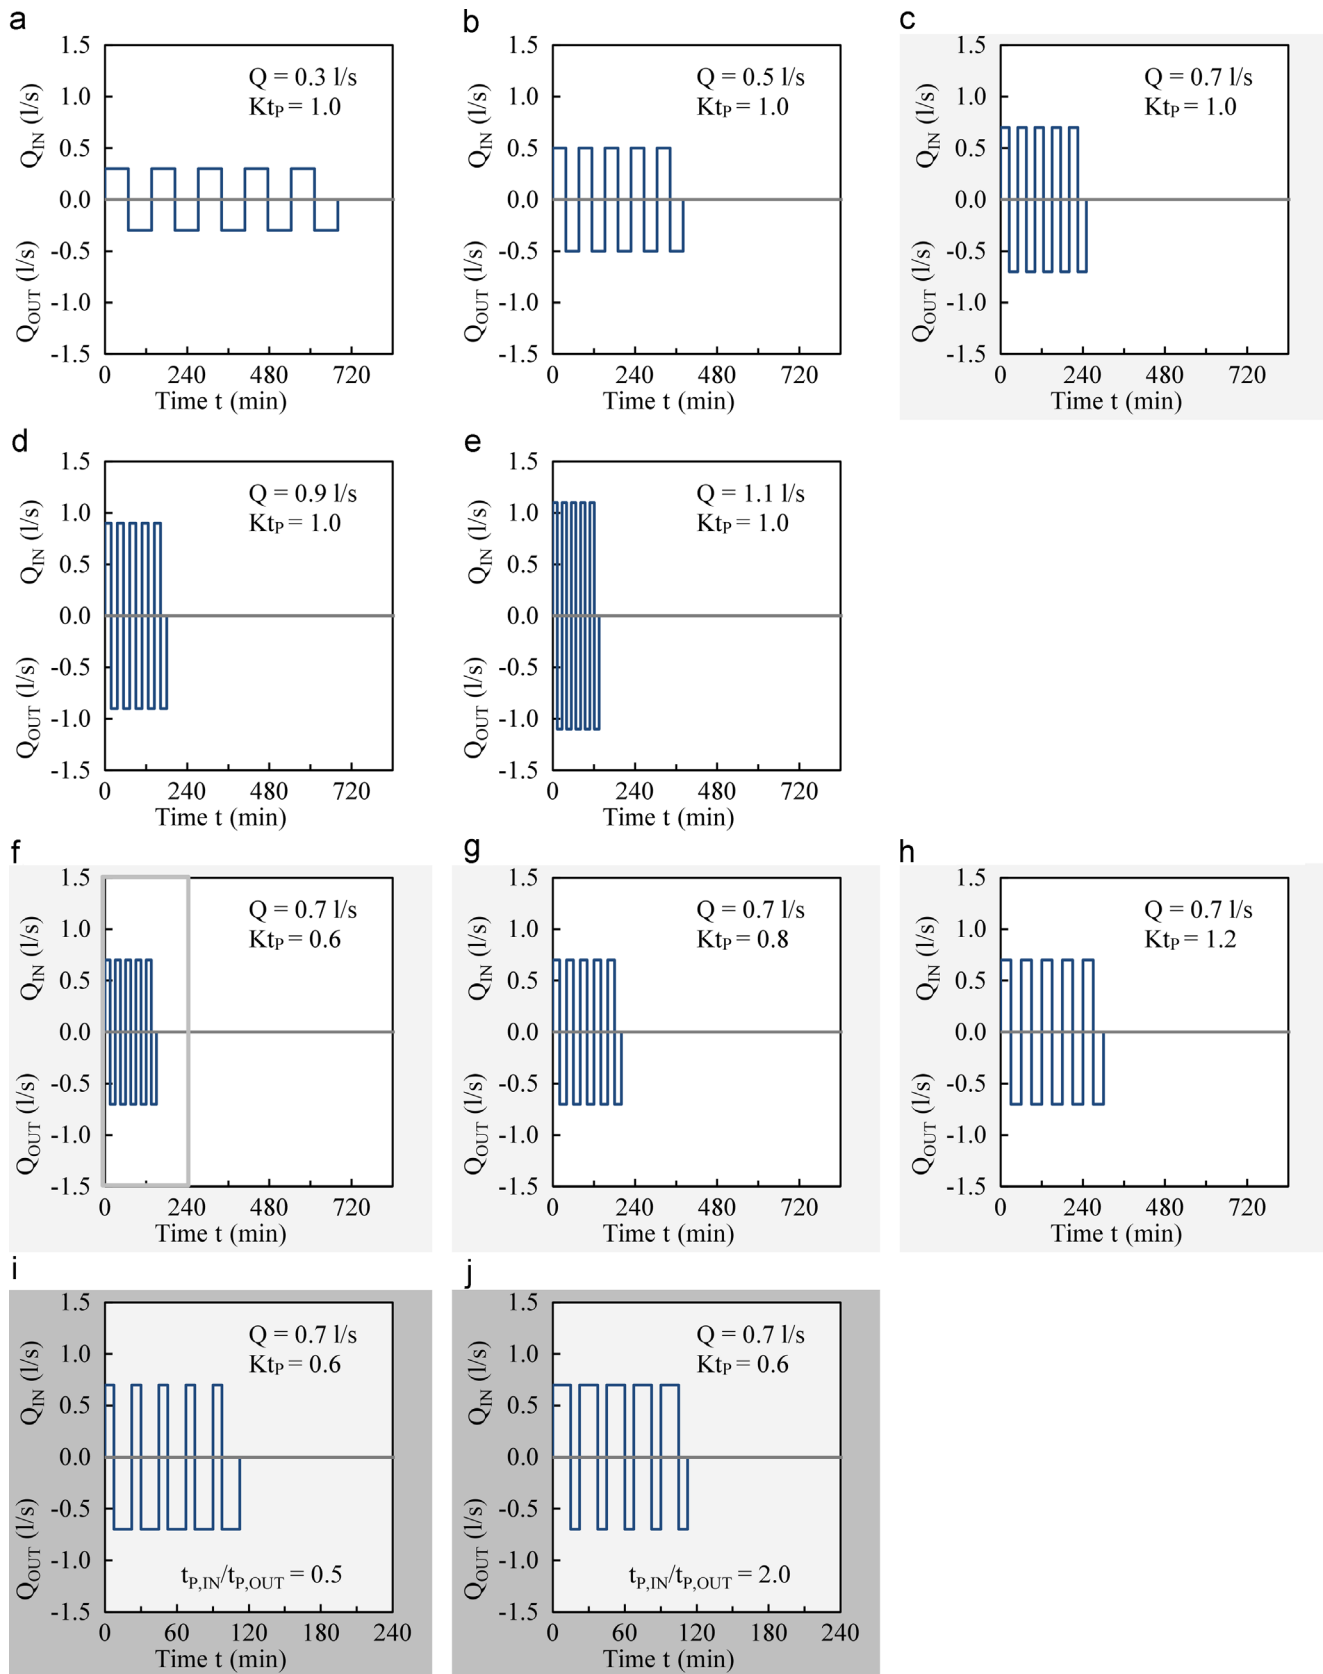 a
1.5
1.0
0.5
0.0
-0.5
-1.0
-1.5
Q_IN (l/s)
Q_OUT (l/s)
Q = 0.3 l/s
Kt_P = 1.0
0 240 480 720
Time t (min)
b
1.5
1.0
0.5
0.0
-0.5
-1.0
-1.5
Q_IN (l/s)
Q_OUT (l/s)
Q = 0.5 l/s
Kt_P = 1.0
0 240 480 720
Time t (min)
c
1.5
1.0
0.5
0.0
-0.5
-1.0
-1.5
Q_IN (l/s)
Q_OUT (l/s)
Q = 0.7 l/s
Kt_P = 1.0
0 240 480 720
Time t (min)
d
1.5
1.0
0.5
0.0
-0.5
-1.0
-1.5
Q_IN (l/s)
Q_OUT (l/s)
Q = 0.9 l/s
Kt_P = 1.0
0 240 480 720
Time t (min)
e
1.5
1.0
0.5
0.0
-0.5
-1.0
-1.5
Q_IN (l/s)
Q_OUT (l/s)
Q = 1.1 l/s
Kt_P = 1.0
0 240 480 720
Time t (min)
f
1.5
1.0
0.5
0.0
-0.5
-1.0
-1.5
Q_IN (l/s)
Q_OUT (l/s)
Q = 0.7 l/s
Kt_P = 0.6
0 240 480 720
Time t (min)
g
1.5
1.0
0.5
0.0
-0.5
-1.0
-1.5
Q_IN (l/s)
Q_OUT (l/s)
Q = 0.7 l/s
Kt_P = 0.8
0 240 480 720
Time t (min)
h
1.5
1.0
0.5
0.0
-0.5
-1.0
-1.5
Q_IN (l/s)
Q_OUT (l/s)
Q = 0.7 l/s
Kt_P = 1.2
0 240 480 720
Time t (min)
i
1.5
1.0
0.5
0.0
-0.5
-1.0
-1.5
Q_IN (l/s)
Q_OUT (l/s)
Q = 0.7 l/s
Kt_P = 0.6
t_P,IN/t_P,OUT = 0.5
0 60 120 180 240
Time t (min)
j
1.5
1.0
0.5
0.0
-0.5
-1.0
-1.5
Q_IN (l/s)
Q_OUT (l/s)
Q = 0.7 l/s
Kt_P = 0.6
t_P,IN/t_P,OUT = 2.0
0 60 120 180 240
Time t (min)